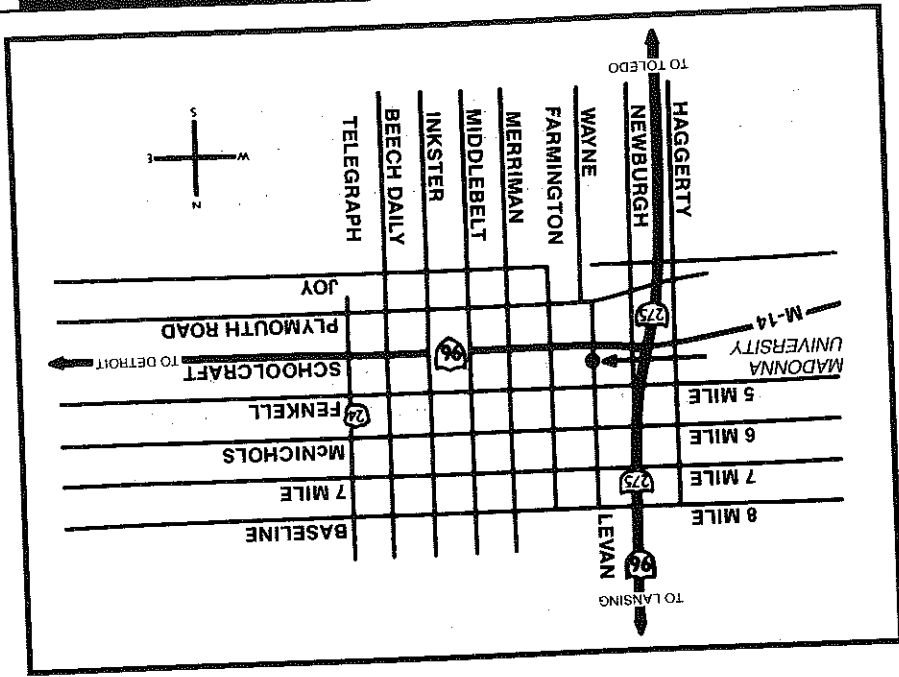 TO LANSING
96
LEVAN
8 MILE
BASELINE
275
7 MILE
7 MILE
6 MILE
McNICHOLS
5 MILE
FENKELL
24
MADONNA
UNIVERSITY
SCHOOLCRAFT
TO DETROIT
96
M-14
275
PLYMOUTH ROAD
JOY
HAGGERTY
NEWBURGH
WAYNE
FARMINGTON
MERRIMAN
MIDDLEBELT
INKSTER
BEECH DAILY
TELEGRAPH
N
W
E
S
TO TOLEDO